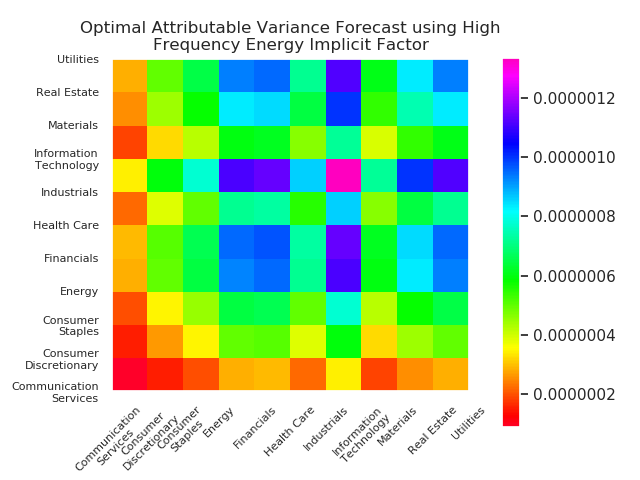 Optimal Attributable Variance Forecast using High
Frequency Energy Implicit Factor
Utilities
Real Estate
Materials
Information
Technology
Industrials
Health Care
Financials
Energy
Consumer
Staples
Consumer
Discretionary
Communication
Services
Communication
Services
Consumer
Discretionary
Consumer
Staples
Energy
Financials
Health Care
Industrials
Information
Technology
Materials
Real Estate
Utilities
0.0000012
0.0000010
0.0000008
0.0000006
0.0000004
0.0000002